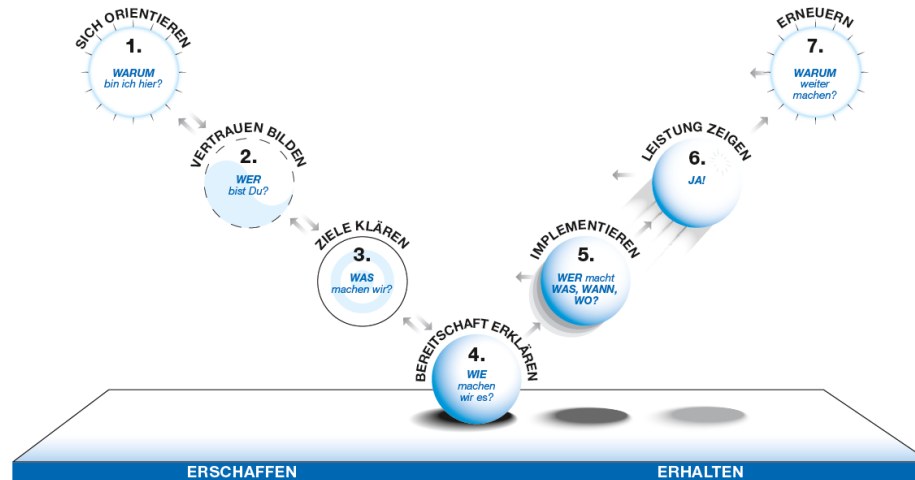 SICH ORIENTIEREN
1.
WARUM
bin ich hier?
VERTRAUEN BILDEN
2.
WER
bist Du?
ZIELE KLÄREN
3.
WAS
machen wir?
BEREITSCHAFT ERKLÄREN
4.
WIE
machen
wir es?
IMPLEMENTIEREN
5.
WER macht
WAS, WANN,
WO?
LEISTUNG ZEIGEN
6.
JA!
ERNEUERN
7.
WARUM
weiter
machen?
ERSCHAFFEN
ERHALTEN